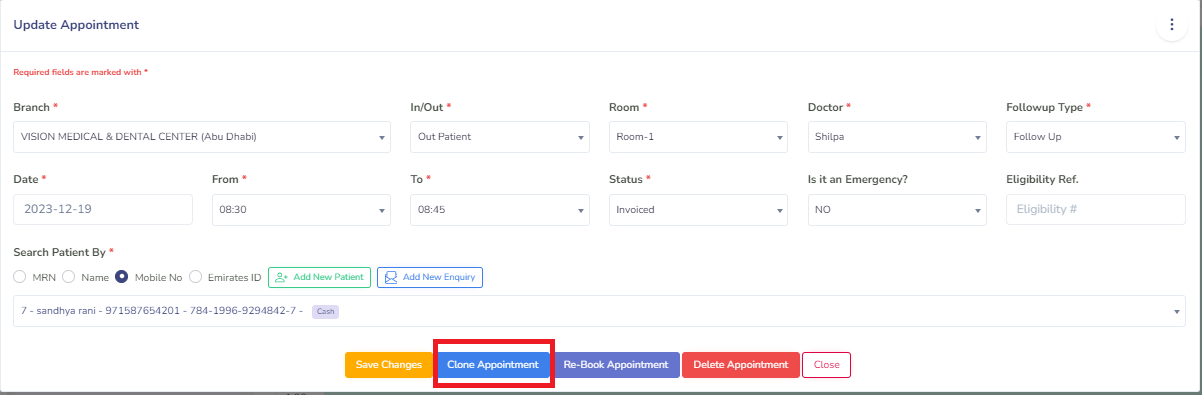 Update Appointment
Required fields are marked with *
Branch * In/Out * Room * Doctor * Followup Type *
VISION MEDICAL & DENTAL CENTER (Abu Dhabi) Out Patient Room-1 Shilpa Follow Up
Date * From * To * Status * Is it an Emergency? Eligibility Ref.
2023-12-19 08:30 08:45 Invoiced NO Eligibility #
Search Patient By *
MRN Name Mobile No Emirates ID Add New Patient Add New Enquiry
7 - sandhya rani - 971587654201 - 784-1996-9294842-7 - Cash
Save Changes Clone Appointment Re-Book Appointment Delete Appointment Close